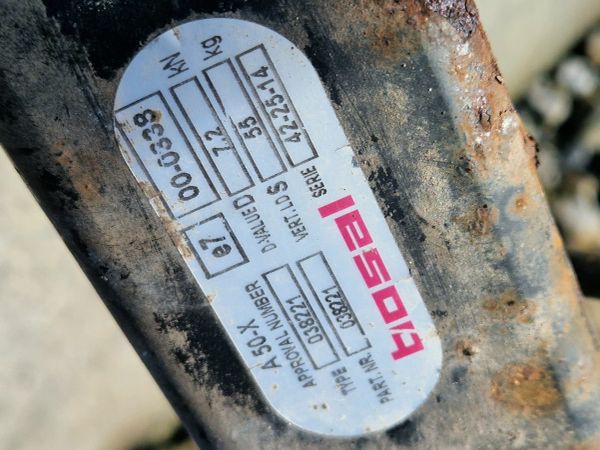 bosal
PART. NR. 038221 SERIE 42-25-14
TYPE 038221 VERT. LD S 55 kg
APPROVAL NUMBER D-VALUE D 7,2 kN
A 50-X e7 00-0338